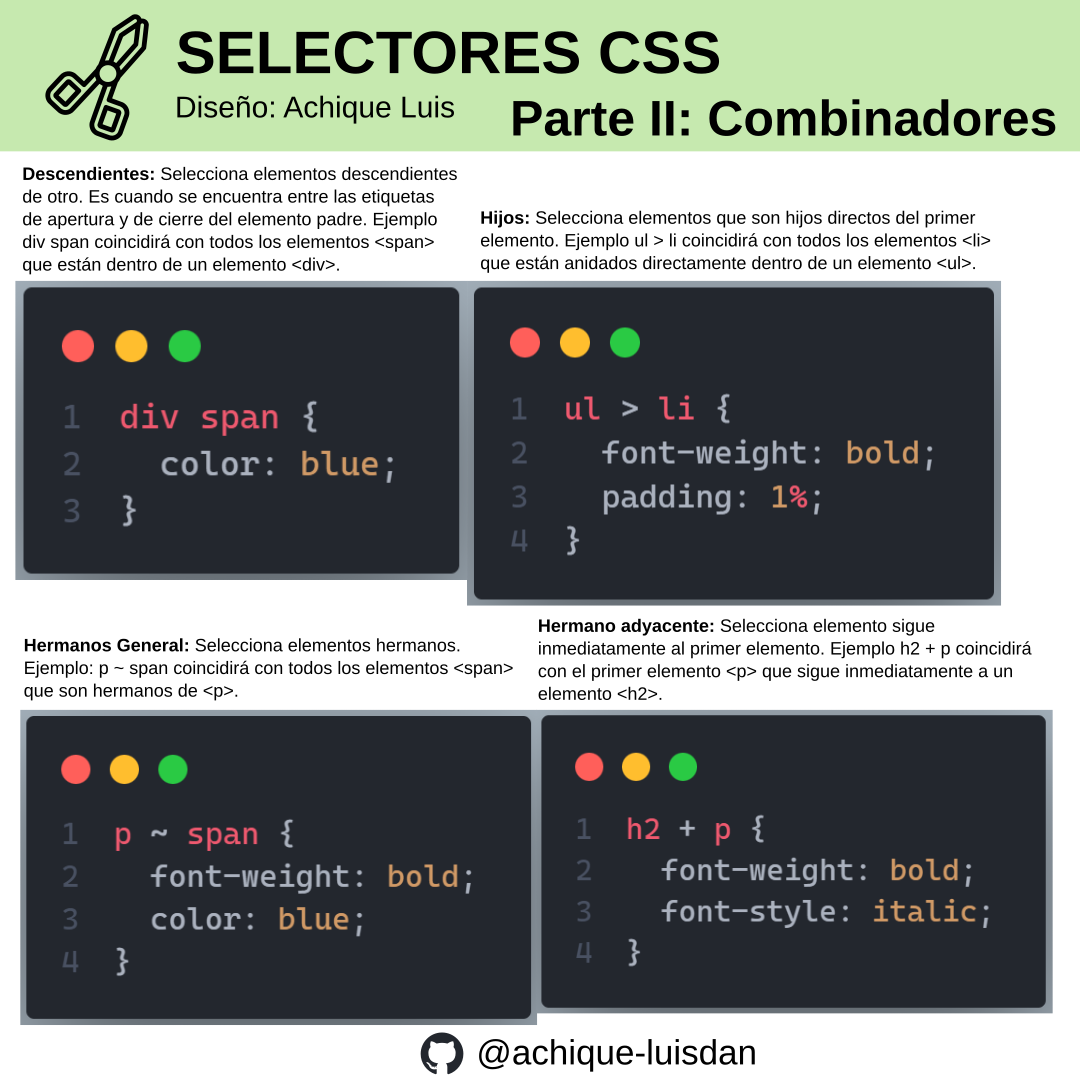 SELECTORES CSS
Diseño: Achique Luis
Parte II: Combinadores
Descendientes: Selecciona elementos descendientes
de otro. Es cuando se encuentra entre las etiquetas
de apertura y de cierre del elemento padre. Ejemplo
div span coincidirá con todos los elementos <span>
que están dentro de un elemento <div>.
1 div span {
2   color: blue;
3 }
Hijos: Selecciona elementos que son hijos directos del primer
elemento. Ejemplo ul > li coincidirá con todos los elementos <li>
que están anidados directamente dentro de un elemento <ul>.
1 ul > li {
2   font-weight: bold;
3   padding: 1%;
4 }
Hermanos General: Selecciona elementos hermanos.
Ejemplo: p ~ span coincidirá con todos los elementos <span>
que son hermanos de <p>.
1 p ~ span {
2   font-weight: bold;
3   color: blue;
4 }
Hermano adyacente: Selecciona elemento sigue
inmediatamente al primer elemento. Ejemplo h2 + p coincidirá
con el primer elemento <p> que sigue inmediatamente a un
elemento <h2>.
1 h2 + p {
2   font-weight: bold;
3   font-style: italic;
4 }
@achique-luisdan